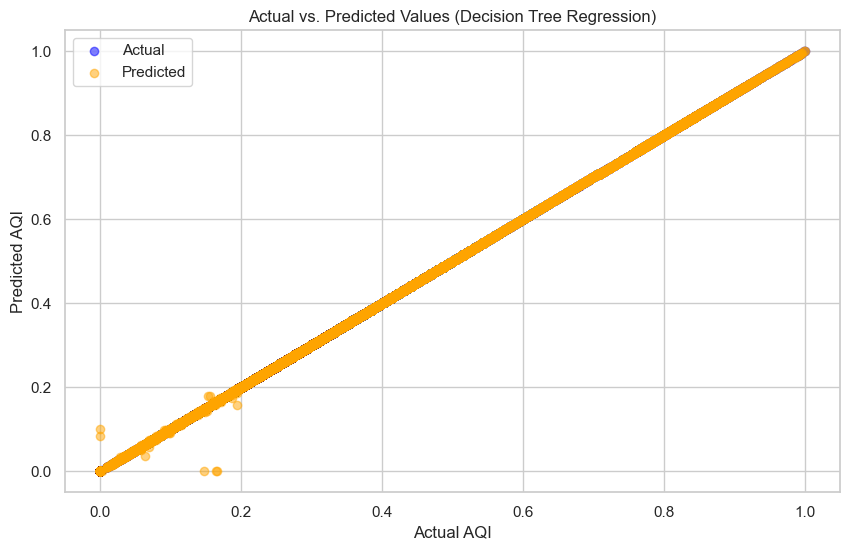 Actual vs. Predicted Values (Decision Tree Regression)
Actual
Predicted
Predicted AQI
1.0
0.8
0.6
0.4
0.2
0.0
0.0 0.2 0.4 0.6 0.8 1.0
Actual AQI